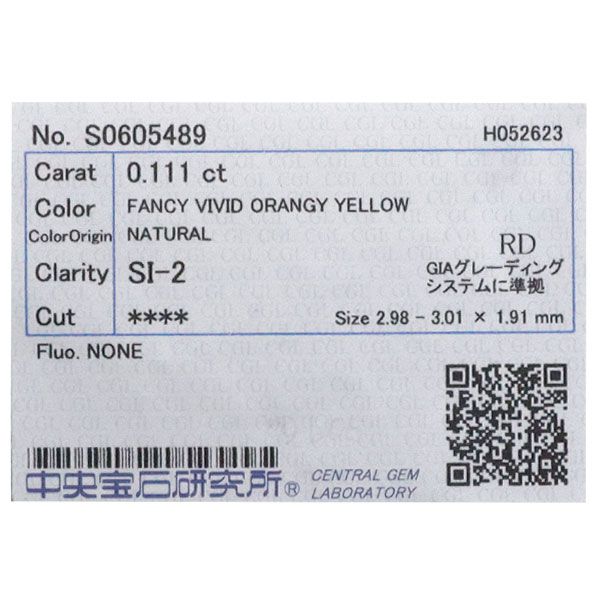 No. S0605489 H052623
Carat 0.111 ct
Color FANCY VIVID ORANGY YELLOW
ColorOrigin NATURAL
Clarity SI-2
RD
GIAグレーディング
システムに準拠
Cut **** Size 2.98 - 3.01 × 1.91 mm
Fluo. NONE
中央宝石研究所® CENTRAL GEM
LABORATORY